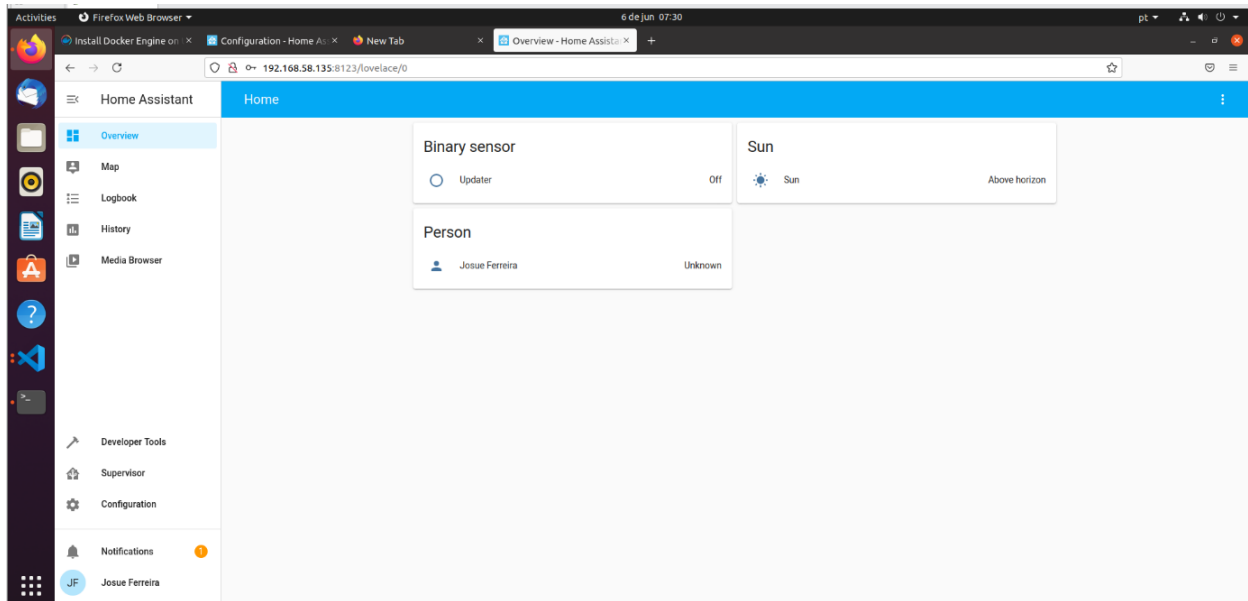 Activities Firefox Web Browser 6 de jun 07:30 pt
Install Docker Engine on Configuration - Home As New Tab Overview - Home Assista
192.168.58.135:8123/lovelace/0
Home Assistant Home
Overview
Map
Logbook
History
Media Browser
Binary sensor
Updater Off
Sun
Sun Above horizon
Person
Josue Ferreira Unknown
Developer Tools
Supervisor
Configuration
Notifications 1
JF Josue Ferreira